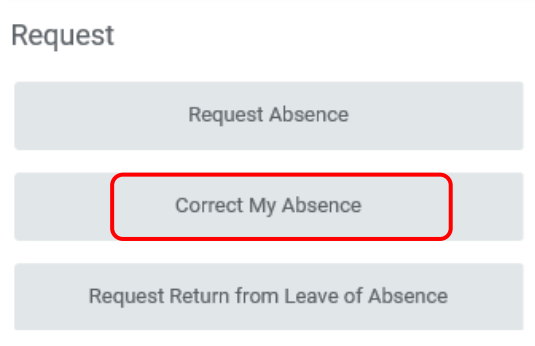 Request
Request Absence
Correct My Absence
Request Return from Leave of Absence